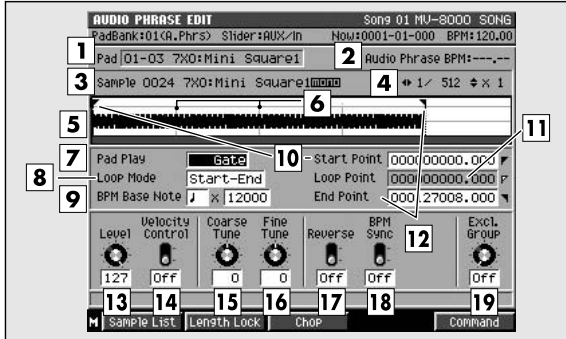 AUDIO PHRASE EDIT Song 01 MV-8000 SONG
PadBank:01(A.Phrs) Slider:AUX/In Now:0001-01-000 BPM:120.00
1 Pad 01-03 7X0:Mini Square1 2 Audio Phrase BPM:---.--
3 Sample 0024 7X0:Mini Square1 mono 4 1/ 512 x 1
6
5
7 Pad Play Gate 10 Start Point 000000000.000 11
8 Loop Mode Start-End Loop Point 000000000.000
9 BPM Base Note ♩ x 12000 End Point 000127008.000
12
Level Velocity Control Coarse Tune Fine Tune Reverse BPM Sync Excl. Group
127 Off 0 0 Off Off Off
13 14 15 16 17 18 19
M Sample List Length Lock Chop Command